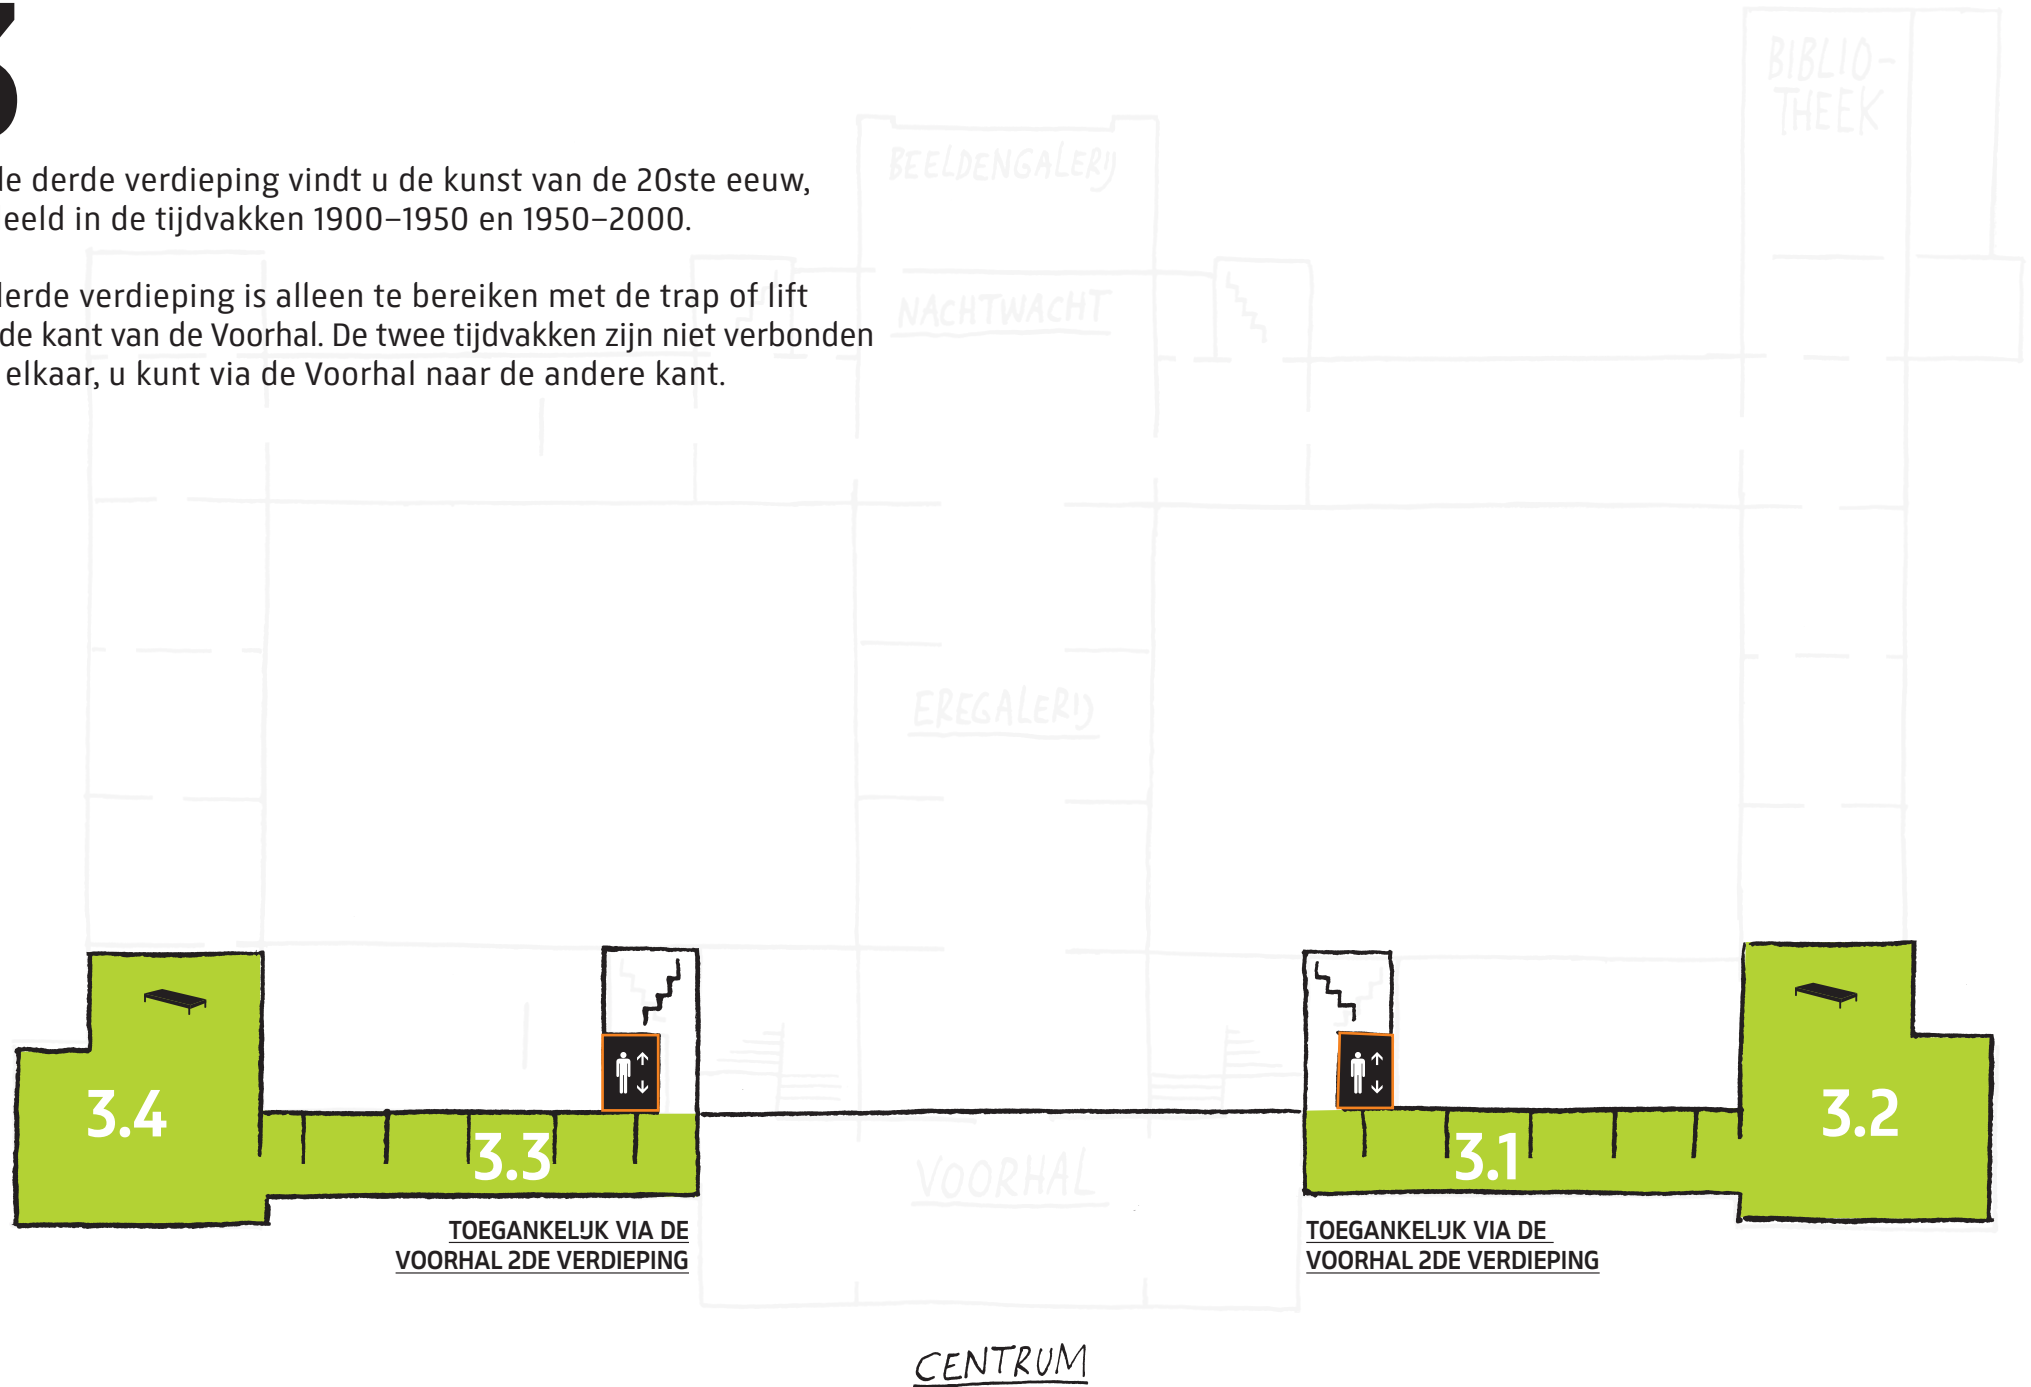 3
de derde verdieping vindt u de kunst van de 20ste eeuw,
eeld in de tijdvakken 1900–1950 en 1950–2000.
derde verdieping is alleen te bereiken met de trap of lift
de kant van de Voorhal. De twee tijdvakken zijn niet verbonden
elkaar, u kunt via de Voorhal naar de andere kant.
BIBLIO-
THEEK
BEELDENGALERIJ
NACHTWACHT
EREGALERIJ
3.4
3.3
VOORHAL
3.1
3.2
TOEGANKELIJK VIA DE
VOORHAL 2DE VERDIEPING
TOEGANKELIJK VIA DE
VOORHAL 2DE VERDIEPING
CENTRUM